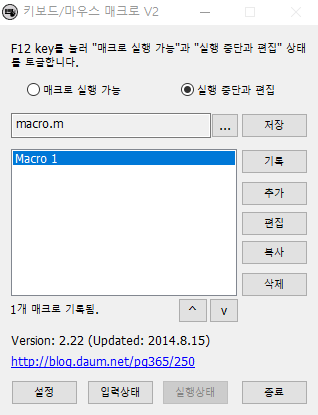 키보드/마우스 매크로 V2
F12 key를 눌러 "매크로 실행 가능"과 "실행 중단과 편집" 상태
를 토글합니다.
매크로 실행 가능 실행 중단과 편집
macro.m ... 저장
Macro 1
기록
추가
편집
복사
삭제
1개 매크로 기록됨. ^ v
Version: 2.22 (Updated: 2014.8.15)
http://blog.daum.net/pg365/250
설정 입력상태 실행상태 종료